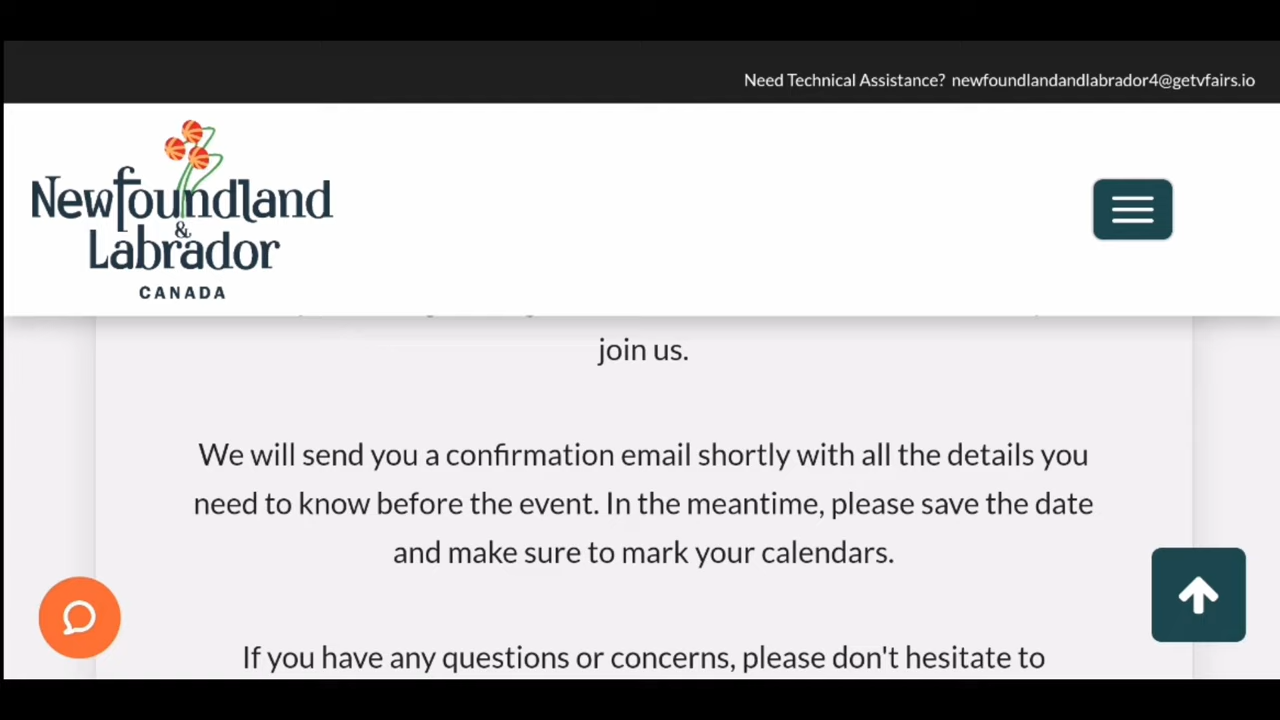 Need Technical Assistance? newfoundlandandlabrador4@getvfairs.io
Newfoundland
&
Labrador
CANADA
join us.
We will send you a confirmation email shortly with all the details you
need to know before the event. In the meantime, please save the date
and make sure to mark your calendars.
If you have any questions or concerns, please don't hesitate to